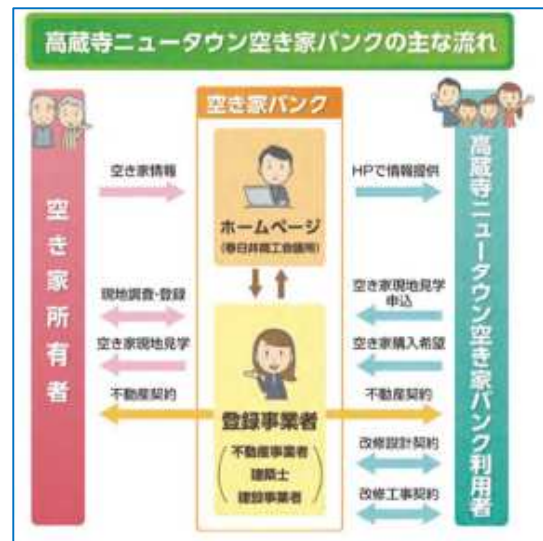 高蔵寺ニュータウン空き家バンクの主な流れ
空き家バンク
空き家所有者
空き家情報
ホームページ
(春日井商工会議所)
HPで情報提供
高蔵寺ニュータウン空き家バンク利用者
現地調査・登録
空き家現地見学
不動産契約
登録事業者
(不動産事業者
建築士
建設事業者)
空き家現地見学
申込
空き家購入希望
不動産契約
改修設計契約
改修工事契約